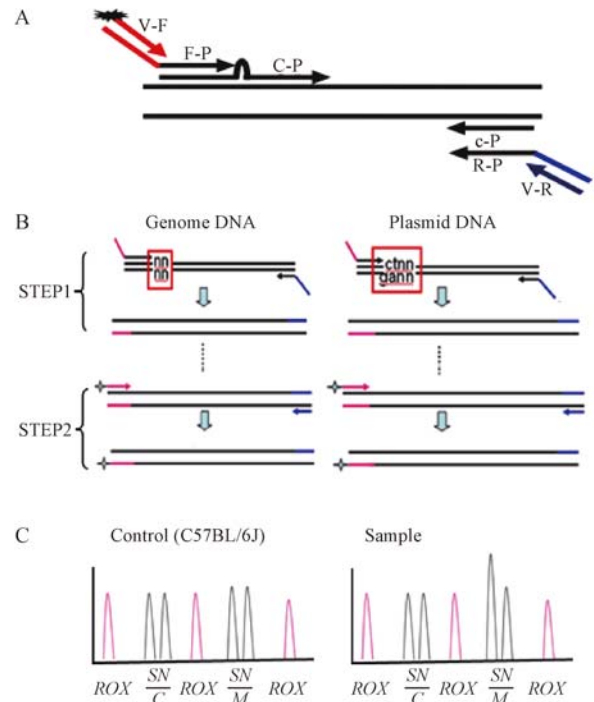 A
V-F
F-P
C-P
c-P
R-P
V-R
B
Genome DNA
Plasmid DNA
STEP1
nn
nn
ctnn
gann
STEP2
C
Control (C57BL/6J)
Sample
ROX SN/C ROX SN/M ROX
ROX SN/C ROX SN/M ROX